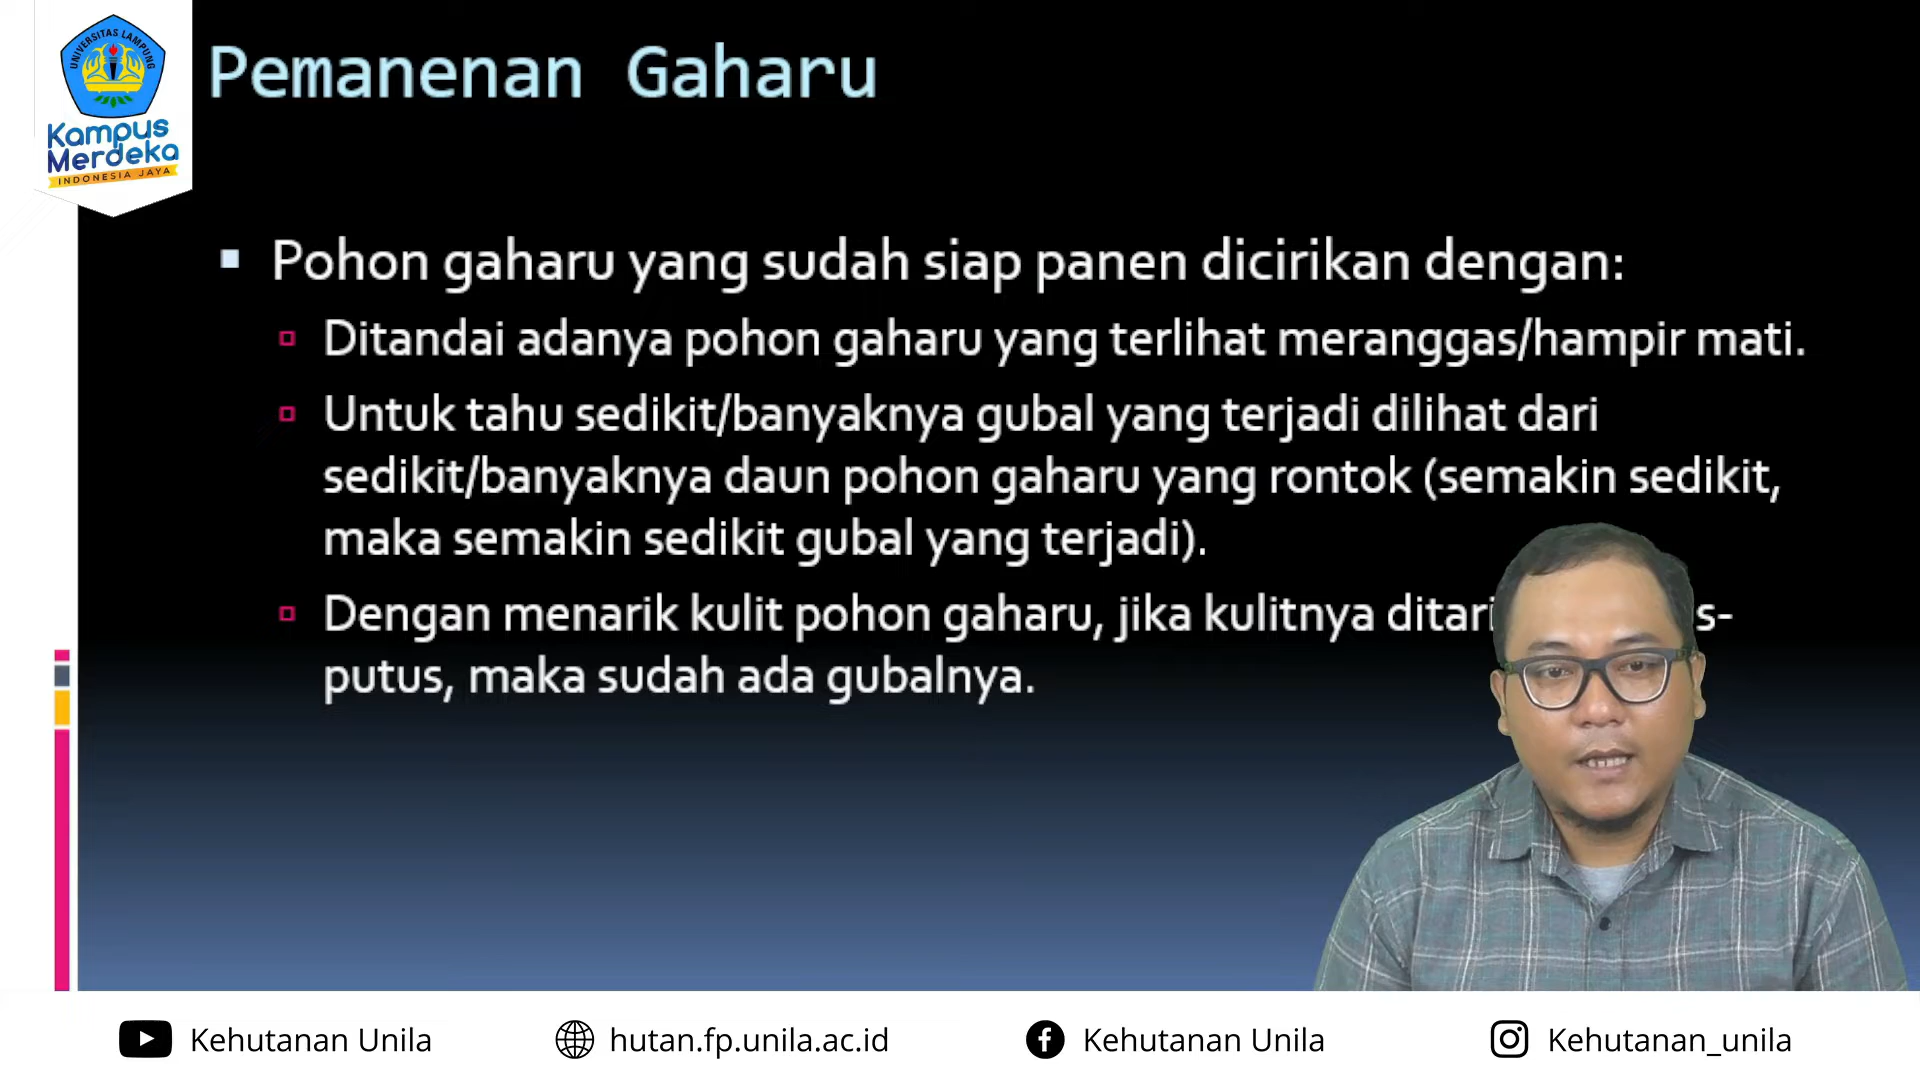 UNIVERSITAS LAMPUNG
Kampus
Merdeka
INDONESIA JAYA
Pemanenan Gaharu
Pohon gaharu yang sudah siap panen dicirikan dengan:
Ditandai adanya pohon gaharu yang terlihat meranggas/hampir mati.
Untuk tahu sedikit/banyaknya gubal yang terjadi dilihat dari
sedikit/banyaknya daun pohon gaharu yang rontok (semakin sedikit,
maka semakin sedikit gubal yang terjadi).
Dengan menarik kulit pohon gaharu, jika kulitnya
putus, maka sudah ada gubalnya.
Kehutanan Unila
hutan.fp.unila.ac.id
Kehutanan Unila
Kehutanan_unila